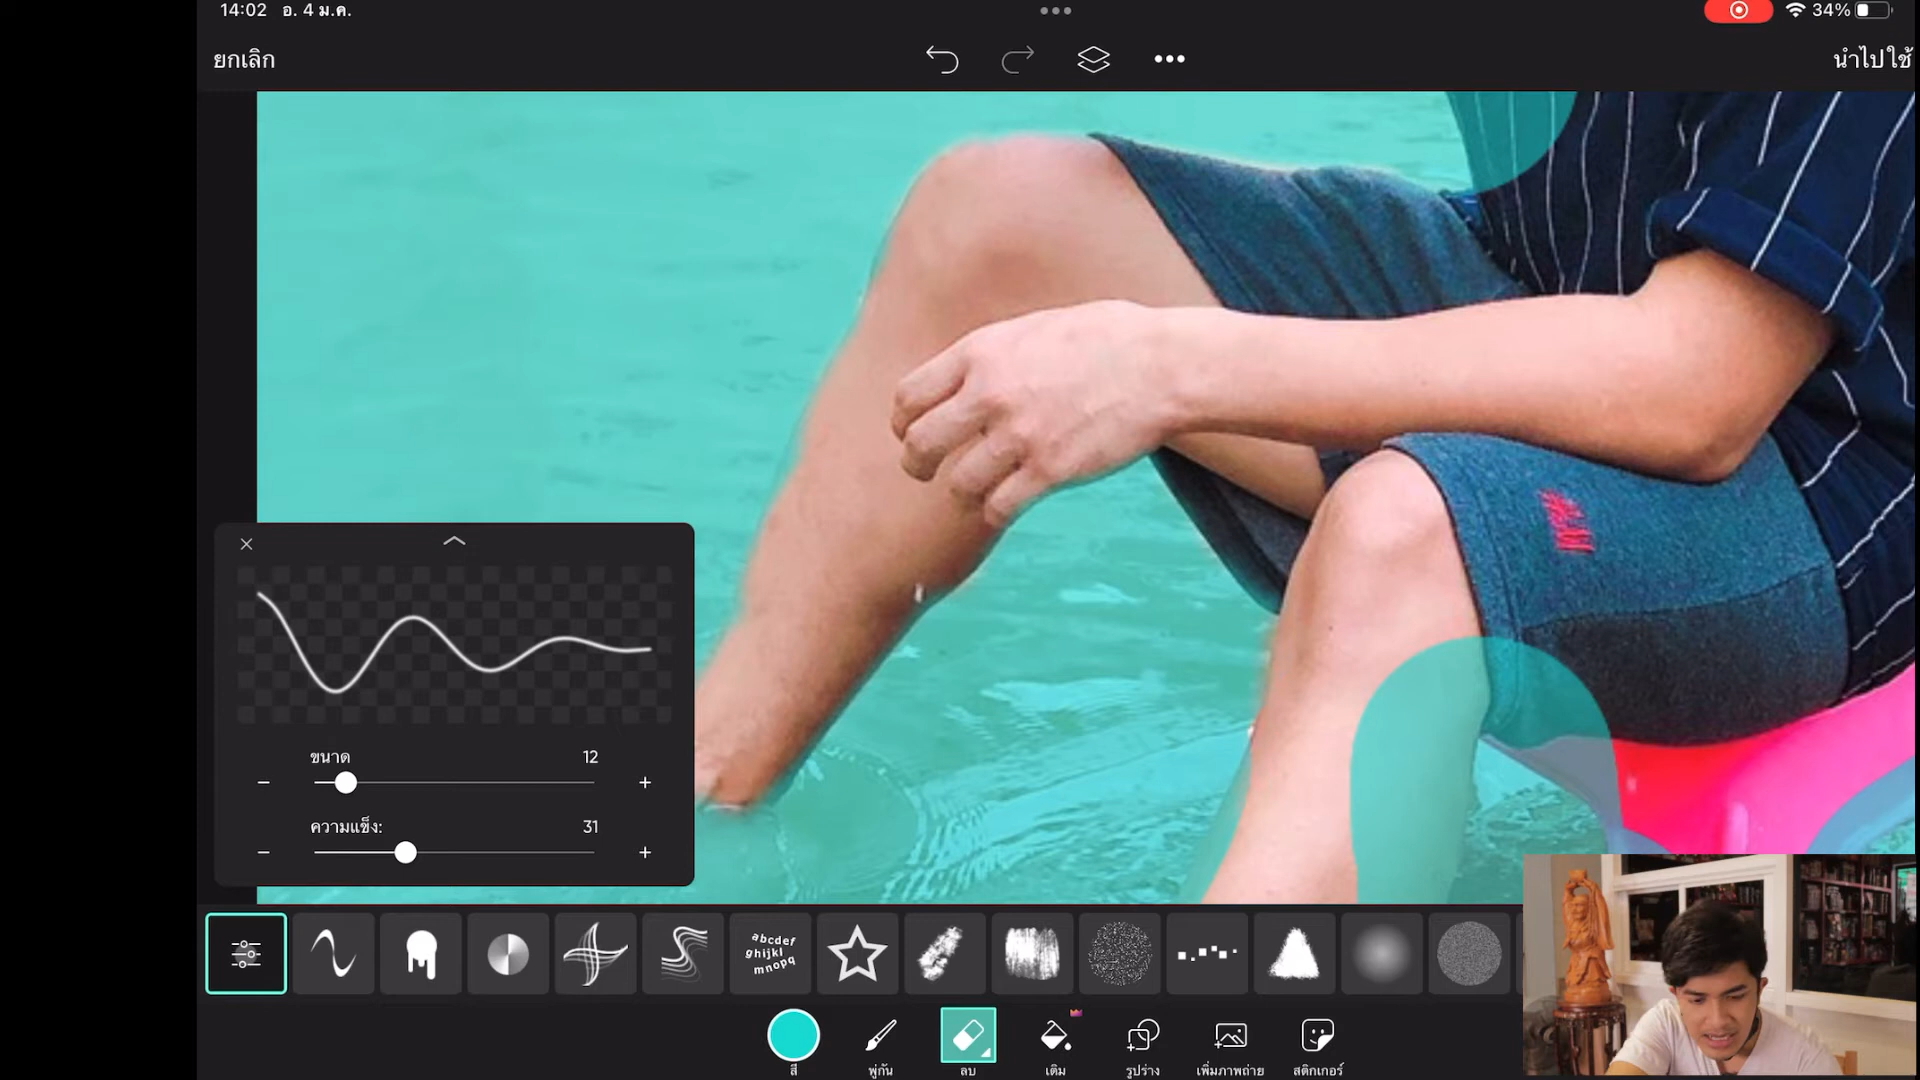 14:02 อ. 4 ม.ค.
34%
ยกเลิก
นำไปใช้
ขนาด 12
ความแข็ง: 31
abcdef
ghijkl
mnopq
สี
พู่กัน
ลบ
เติม
รูปร่าง
เพิ่มภาพถ่าย
สติกเกอร์